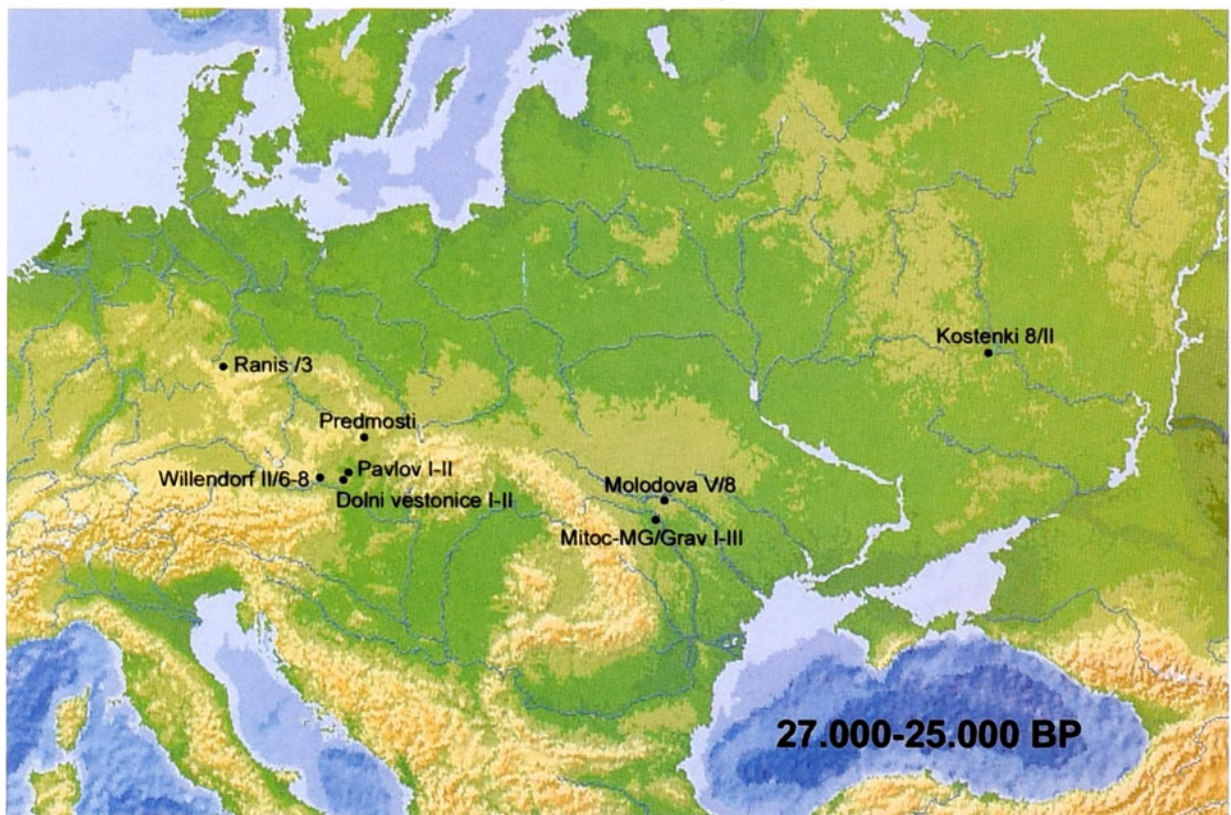 Kostenki 8/II
Ranis /3
Predmosti
Pavlov I-II
Willendorf II/6-8
Dolni vestonice I-II
Molodova V/8
Mitoc-MG/Grav I-III
27.000-25.000 BP